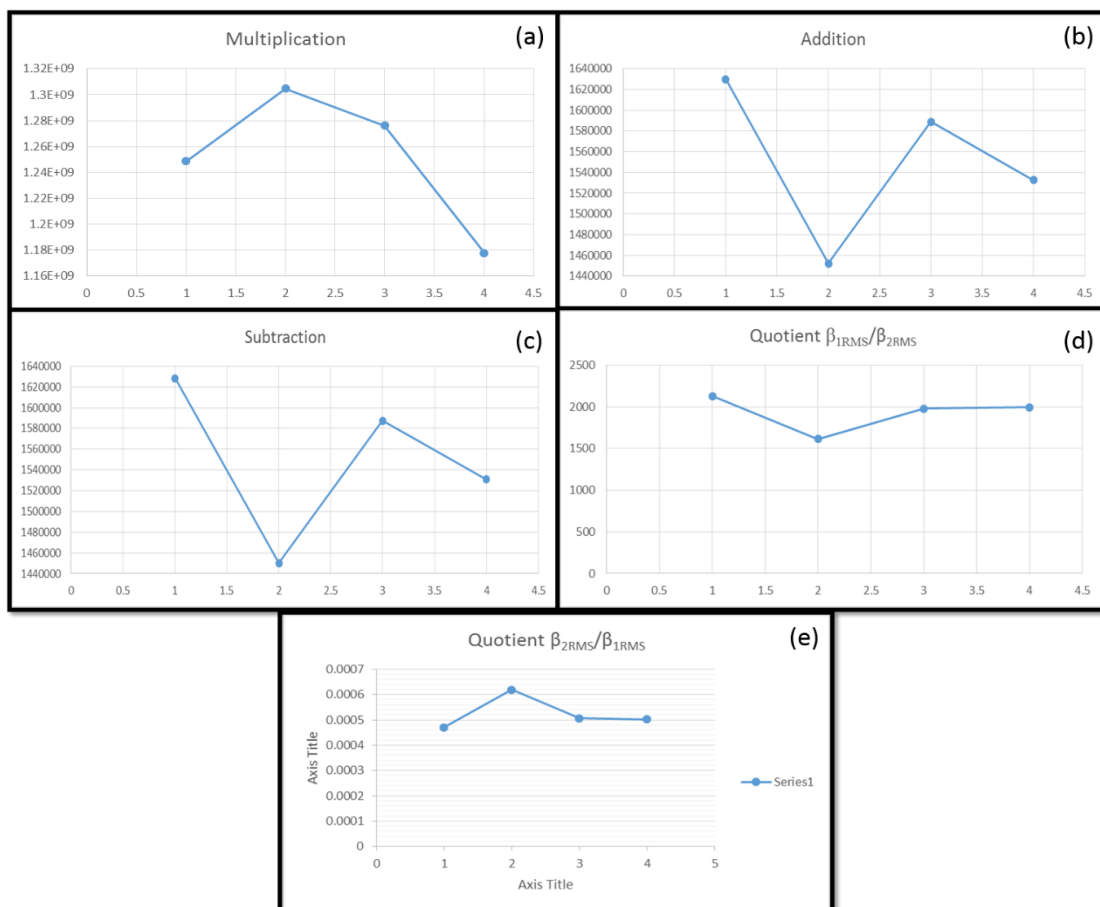 Multiplication (a)
1.32E+09
1.3E+09
1.28E+09
1.26E+09
1.24E+09
1.22E+09
1.2E+09
1.18E+09
1.16E+09
0 0.5 1 1.5 2 2.5 3 3.5 4 4.5
Addition (b)
1640000
1620000
1600000
1580000
1560000
1540000
1520000
1500000
1480000
1460000
1440000
0 0.5 1 1.5 2 2.5 3 3.5 4 4.5
Subtraction (c)
1640000
1620000
1600000
1580000
1560000
1540000
1520000
1500000
1480000
1460000
1440000
0 0.5 1 1.5 2 2.5 3 3.5 4 4.5
Quotient β1RMS/β2RMS (d)
2500
2000
1500
1000
500
0
0 0.5 1 1.5 2 2.5 3 3.5 4 4.5
Quotient β2RMS/β1RMS (e)
0.0007
0.0006
0.0005
0.0004
0.0003
0.0002
0.0001
0
Axis Title
0 1 2 3 4 5
Axis Title
Series1